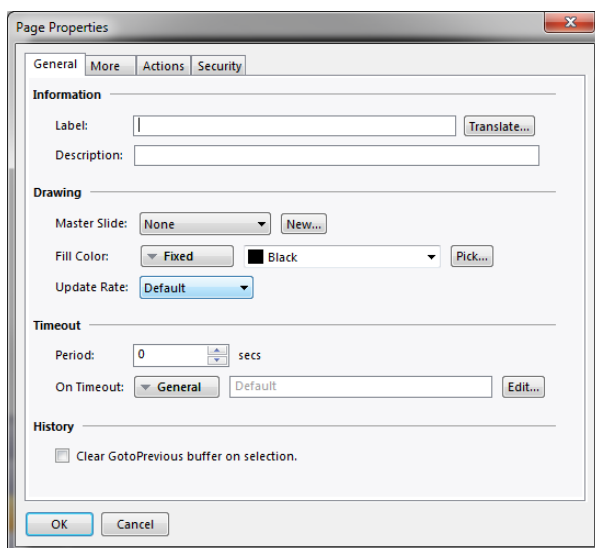 Page Properties
General More Actions Security
Information
Label: Translate...
Description:
Drawing
Master Slide: None New...
Fill Color: Fixed Black Pick...
Update Rate: Default
Timeout
Period: 0 secs
On Timeout: General Default Edit...
History
Clear GotoPrevious buffer on selection.
OK Cancel